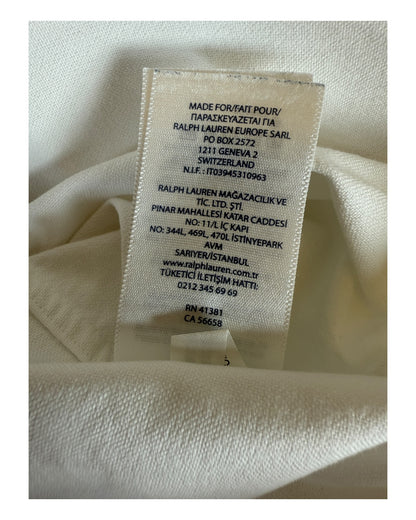 MADE FOR/FAIT POUR/
ΠΑΡΑΣΚΕΥΑΖΕΤΑΙ ΓΙΑ
RALPH LAUREN EUROPE SARL
PO BOX 2572
1211 GENEVA 2
SWITZERLAND
N.I.F. : IT03945310963
RALPH LAUREN MAĞAZACILIK VE
TİC. LTD. ŞTİ.
PINAR MAHALLESİ KATAR CADDESİ
NO: 11/L İÇ KAPI
NO: 344L, 469L, 470L İSTİNYEPARK
AVM
SARIYER/İSTANBUL
www.ralphlauren.com.tr
TÜKETİCİ İLETİŞİM HATTI:
0212 345 69 69
RN 41381
CA 56658